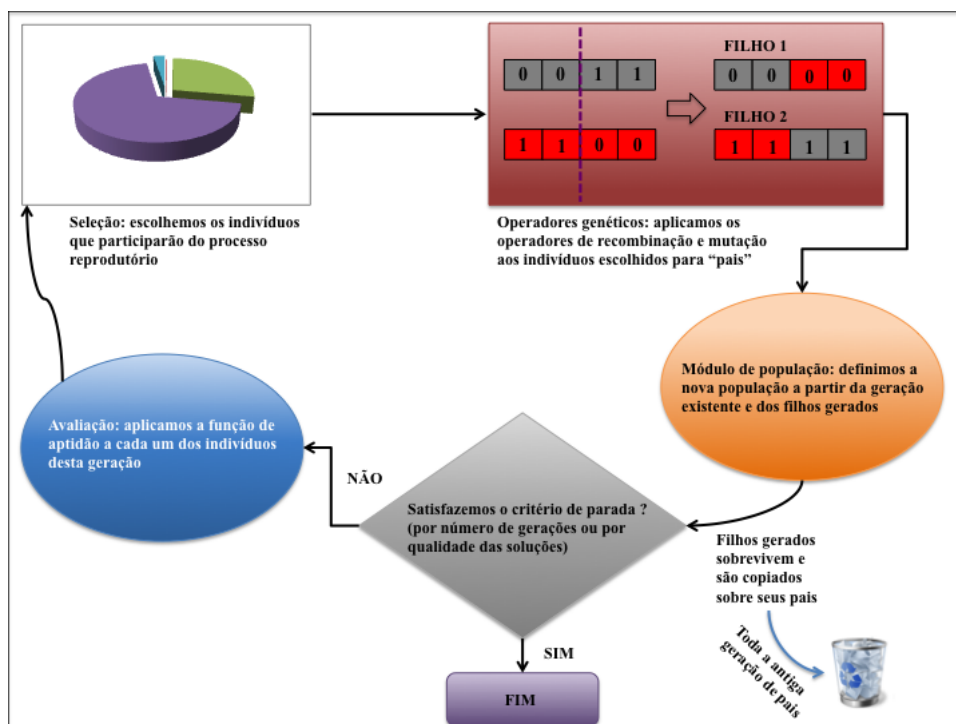 FILHO 1
0 0 1 1
0 0 0 0
FILHO 2
1 1 0 0
1 1 1 1
Seleção: escolhemos os indivíduos
que participarão do processo
reprodutório
Operadores genéticos: aplicamos os
operadores de recombinação e mutação
aos indivíduos escolhidos para “pais”
Módulo de população: definimos a
nova população a partir da geração
existente e dos filhos gerados
Avaliação: aplicamos a função de
aptidão a cada um dos indivíduos
desta geração
NÃO
Satisfazemos o critério de parada ?
(por número de gerações ou por
qualidade das soluções)
Filhos gerados
sobrevivem e
são copiados
sobre seus pais
Toda a antiga
geração de pais
SIM
FIM